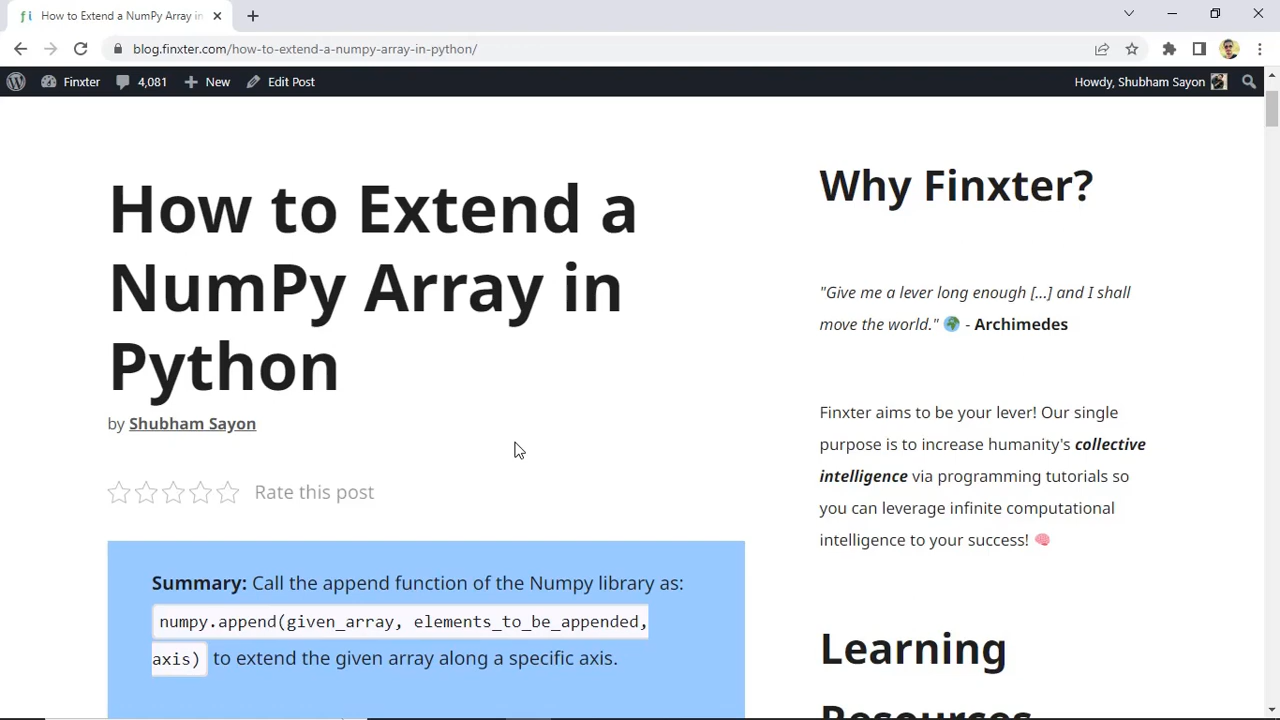 How to Extend a NumPy Array in
blog.finxter.com/how-to-extend-a-numpy-array-in-python/
Finxter 4,081 New Edit Post Howdy, Shubham Sayon
How to Extend a
NumPy Array in
Python
by Shubham Sayon
Rate this post
Summary: Call the append function of the Numpy library as:
numpy.append(given_array, elements_to_be_appended,
axis) to extend the given array along a specific axis.
Why Finxter?
"Give me a lever long enough [...] and I shall
move the world." 🌍 - Archimedes
Finxter aims to be your lever! Our single
purpose is to increase humanity's collective
intelligence via programming tutorials so
you can leverage infinite computational
intelligence to your success! 🧠
Learning
Resources